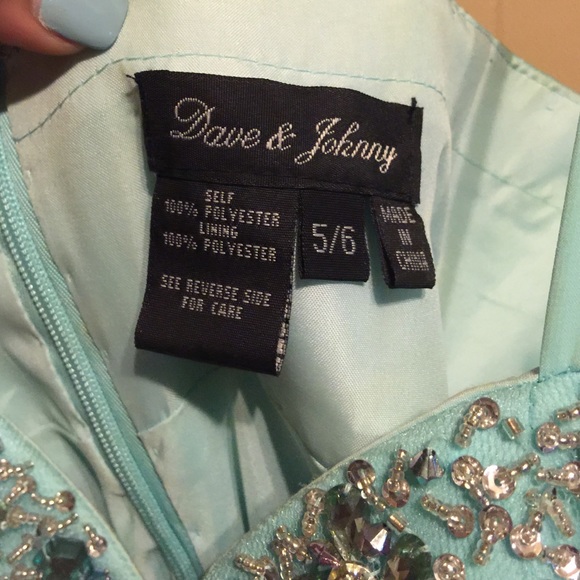 Dave & Johnny
SELF
100% POLYESTER
LINING
100% POLYESTER
SEE REVERSE SIDE
FOR CARE
5/6
MADE
IN
CHINA